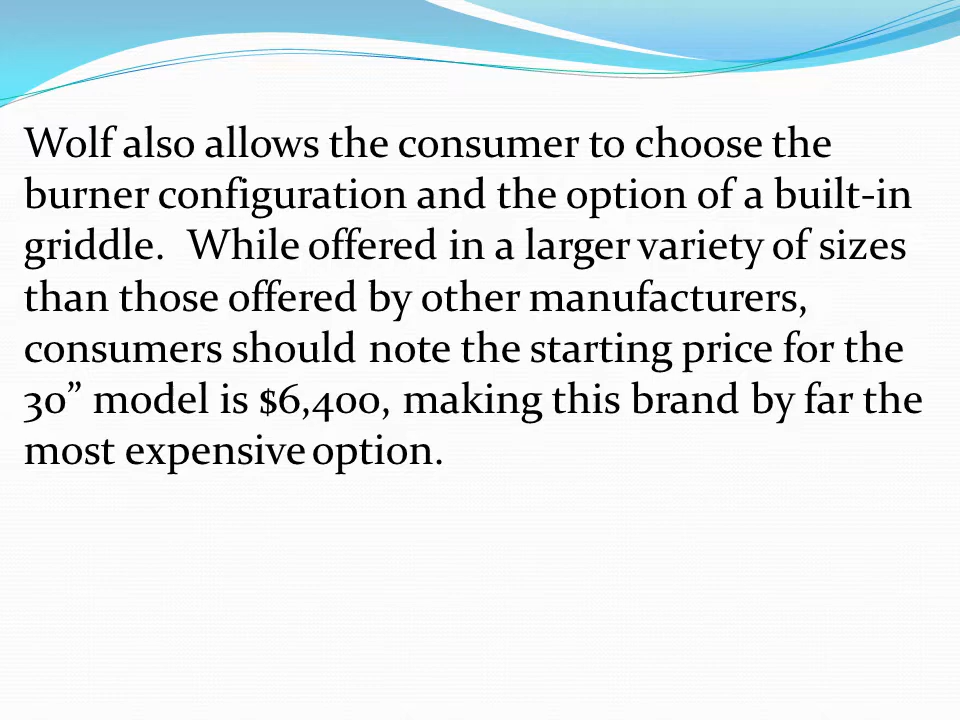 Wolf also allows the consumer to choose the
burner configuration and the option of a built-in
griddle.  While offered in a larger variety of sizes
than those offered by other manufacturers,
consumers should note the starting price for the
30” model is $6,400, making this brand by far the
most expensive option.